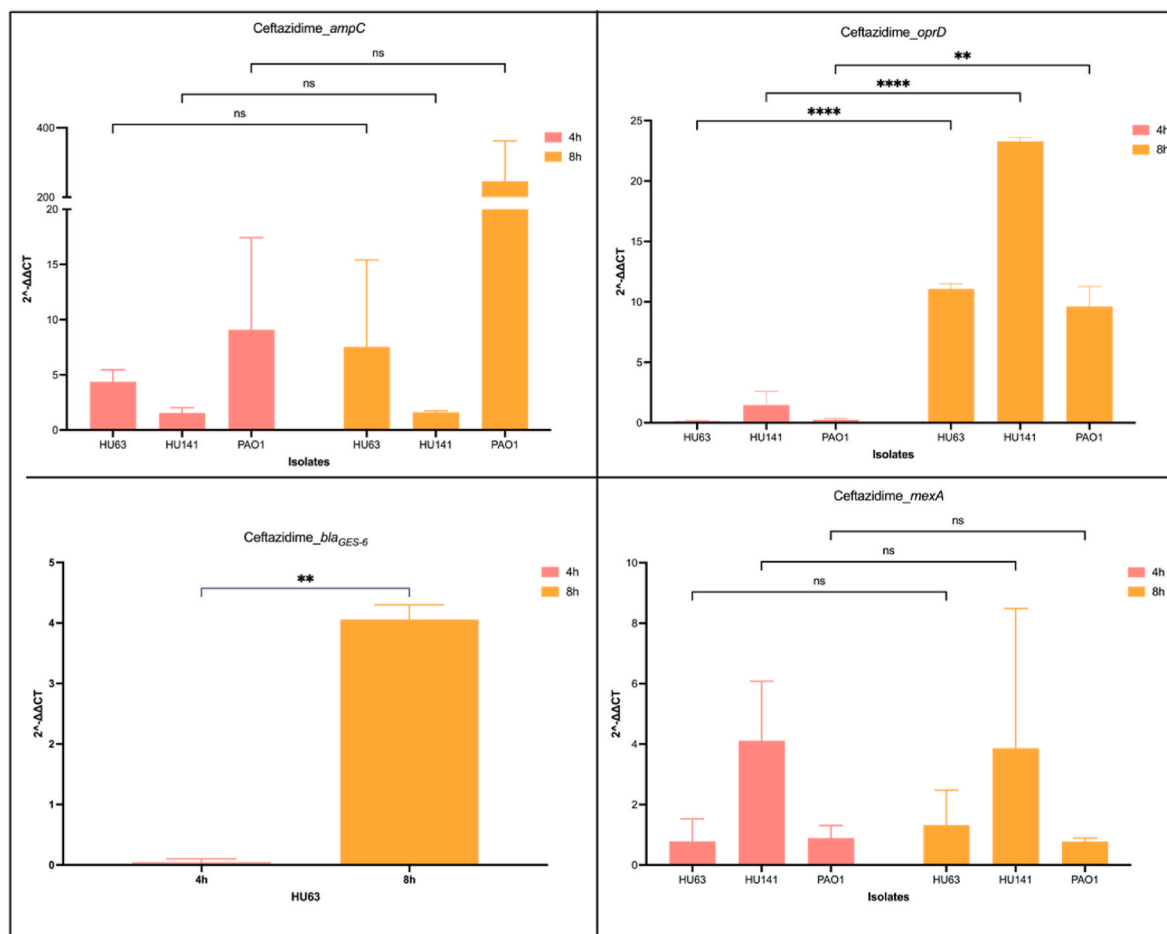 Ceftazidime_ampC
ns
ns
ns
400
200
20
15
10
5
0
2^-ΔΔCT
4h
8h
HU63 HU141 PAO1 HU63 HU141 PAO1
Isolates
Ceftazidime_oprD
**
****
****
25
20
15
10
5
0
2^-ΔΔCT
4h
8h
HU63 HU141 PAO1 HU63 HU141 PAO1
Isolates
Ceftazidime_blaGES-6
**
5
4
3
2
1
0
2^-ΔΔCT
4h
8h
4h 8h
HU63
Ceftazidime_mexA
ns
ns
ns
10
8
6
4
2
0
2^-ΔΔCT
4h
8h
HU63 HU141 PAO1 HU63 HU141 PAO1
Isolates